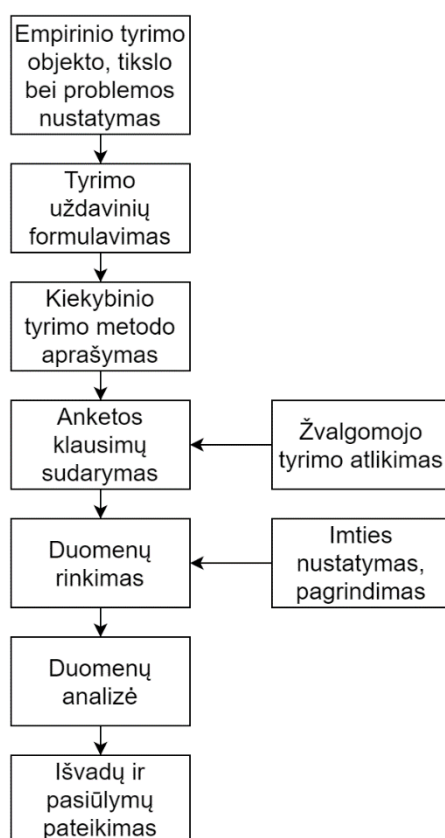 Empirinio tyrimo
objekto, tikslo
bei problemos
nustatymas
Tyrimo
uždavinių
formulavimas
Kiekybinio
tyrimo metodo
aprašymas
Anketos
klausimų
sudarymas
Žvalgomojo
tyrimo atlikimas
Duomenų
rinkimas
Imties
nustatymas,
pagrindimas
Duomenų
analizė
Išvadų ir
pasiūlymų
pateikimas